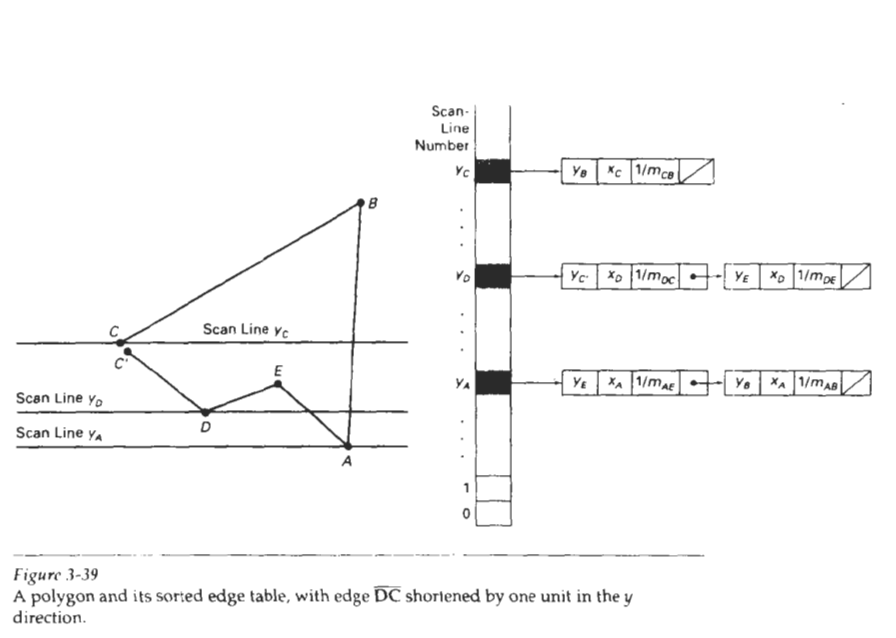 Scan-
Line
Number
y_C
y_B x_C 1/m_CB
B
C
Scan Line y_C
C'
y_D
y_C' x_D 1/m_DC
y_E x_D 1/m_DE
E
Scan Line y_D
D
y_A
y_E x_A 1/m_AE
y_B x_A 1/m_AB
Scan Line y_A
A
1
0
Figure 3-39
A polygon and its sorted edge table, with edge D̅C̅ shortened by one unit in the y
direction.